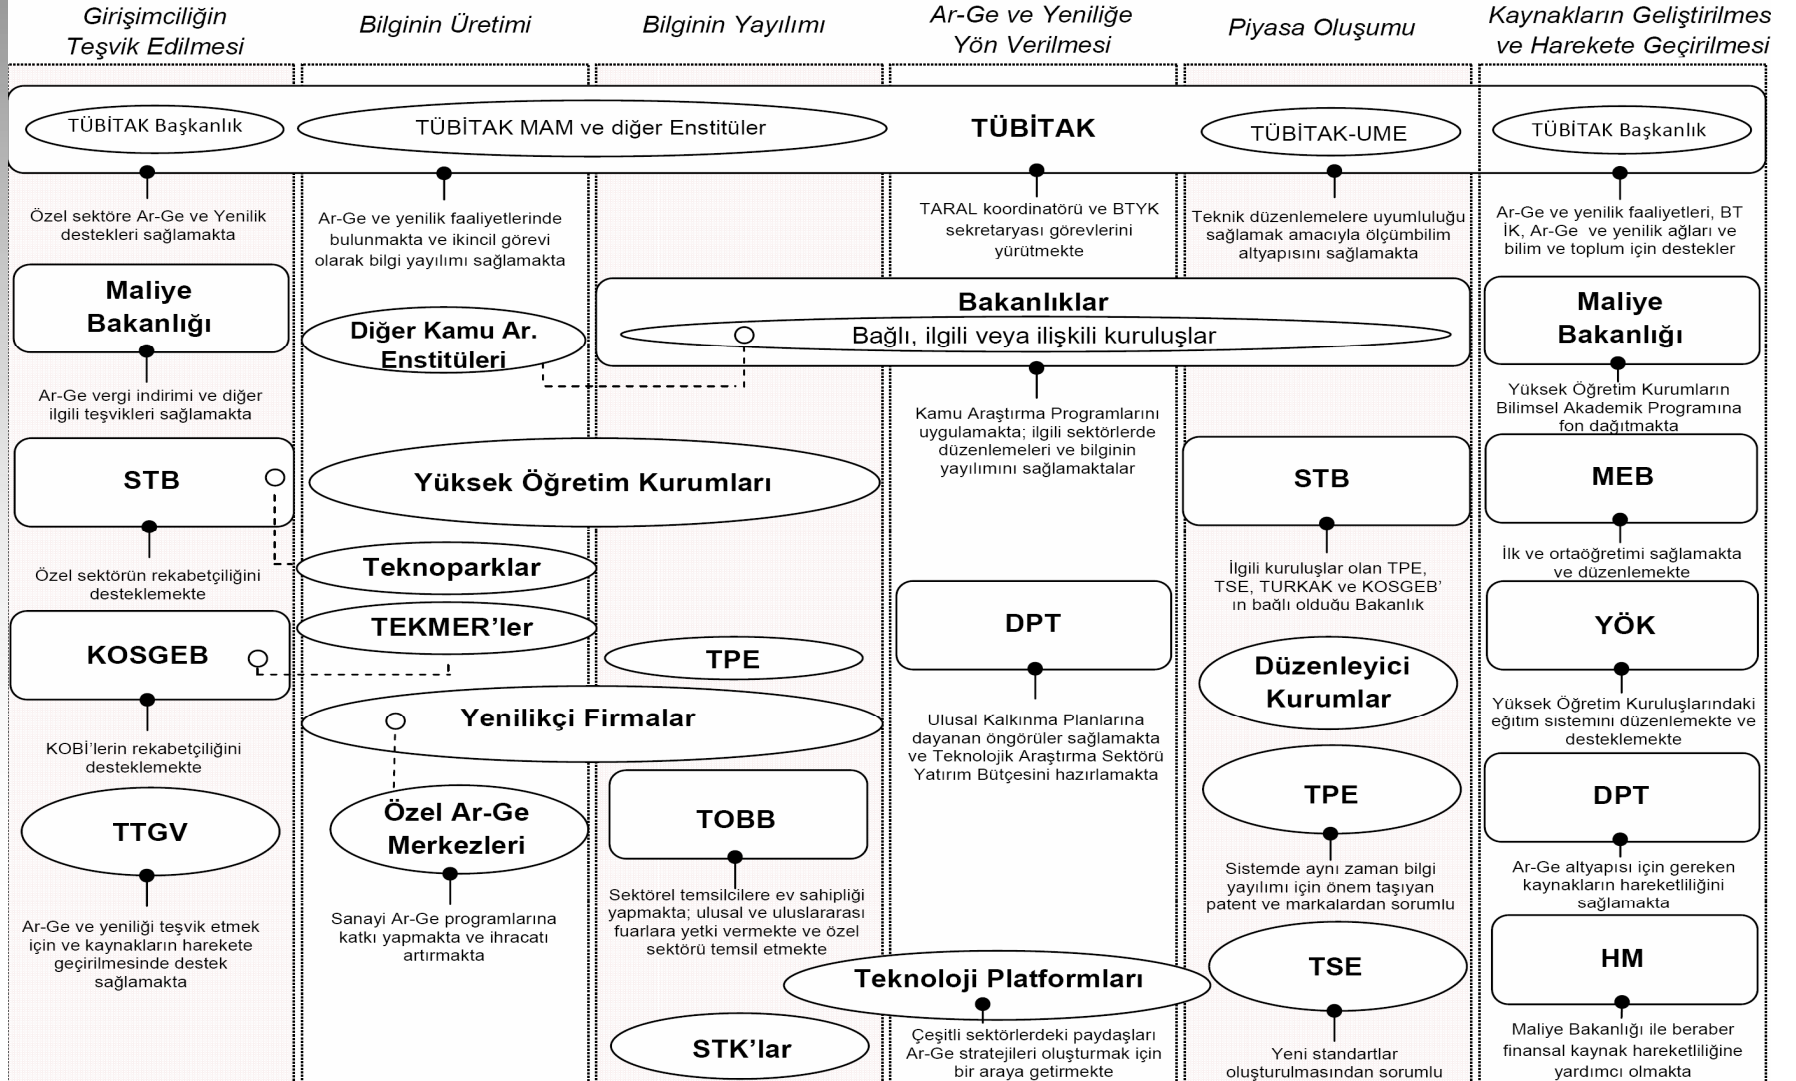 Girişimciliğin
Teşvik Edilmesi
Bilginin Üretimi
Bilginin Yayılımı
Ar-Ge ve Yeniliğe
Yön Verilmesi
Piyasa Oluşumu
Kaynakların Geliştirilmes
ve Harekete Geçirilmesi
TÜBİTAK Başkanlık
TÜBİTAK MAM ve diğer Enstitüler
TÜBİTAK
TÜBİTAK-UME
TÜBİTAK Başkanlık
Özel sektöre Ar-Ge ve Yenilik
destekleri sağlamakta
Maliye
Bakanlığı
Ar-Ge vergi indirimi ve diğer
ilgili teşvikleri sağlamakta
STB
Özel sektörün rekabetçiliğini
desteklemekte
KOSGEB
KOBİ'lerin rekabetçiliğini
desteklemekte
TTGV
Ar-Ge ve yeniliği teşvik etmek
için ve kaynakların harekete
geçirilmesinde destek
sağlamakta
Ar-Ge ve yenilik faaliyetlerinde
bulunmakta ve ikincil görevi
olarak bilgi yayılımı sağlamakta
Diğer Kamu Ar.
Enstitüleri
Yüksek Öğretim Kurumları
Teknoparklar
TEKMER'ler
Yenilikçi Firmalar
Özel Ar-Ge
Merkezleri
Sanayi Ar-Ge programlarına
katkı yapmakta ve ihracatı
artırmakta
TPE
TOBB
Sektörel temsilcilere ev sahipliği
yapmakta; ulusal ve uluslararası
fuarlara yetki vermekte ve özel
sektörü temsil etmekte
STK'lar
TARAL koordinatörü ve BTYK
sekretaryası görevlerini
yürütmekte
Bakanlıklar
Bağlı, ilgili veya ilişkili kuruluşlar
Kamu Araştırma Programlarını
uygulamakta; ilgili sektörlerde
düzenlemeleri ve bilginin
yayılımını sağlamaktalar
DPT
Ulusal Kalkınma Planlarına
dayanan öngörüler sağlamakta
ve Teknolojik Araştırma Sektörü
Yatırım Bütçesini hazırlamakta
Teknoloji Platformları
Çeşitli sektörlerdeki paydaşları
Ar-Ge stratejileri oluşturmak için
bir araya getirmekte
Teknik düzenlemelere uyumluluğu
sağlamak amacıyla ölçümbilim
altyapısını sağlamakta
STB
İlgili kuruluşlar olan TPE,
TSE, TURKAK ve KOSGEB'
ın bağlı olduğu Bakanlık
Düzenleyici
Kurumlar
TPE
Sistemde aynı zaman bilgi
yayılımı için önem taşıyan
patent ve markalardan sorumlu
TSE
Yeni standartlar
oluşturulmasından sorumlu
Ar-Ge ve yenilik faaliyetleri, BT
İK, Ar-Ge ve yenilik ağları ve
bilim ve toplum için destekler
Maliye
Bakanlığı
Yüksek Öğretim Kurumların
Bilimsel Akademik Programına
fon dağıtmakta
MEB
İlk ve ortaöğretimi sağlamakta
ve düzenlemekte
YÖK
Yüksek Öğretim Kuruluşlarındaki
eğitim sistemini düzenlemekte ve
desteklemekte
DPT
Ar-Ge altyapısı için gereken
kaynakların hareketliliğini
sağlamakta
HM
Maliye Bakanlığı ile beraber
finansal kaynak hareketliliğine
yardımcı olmakta